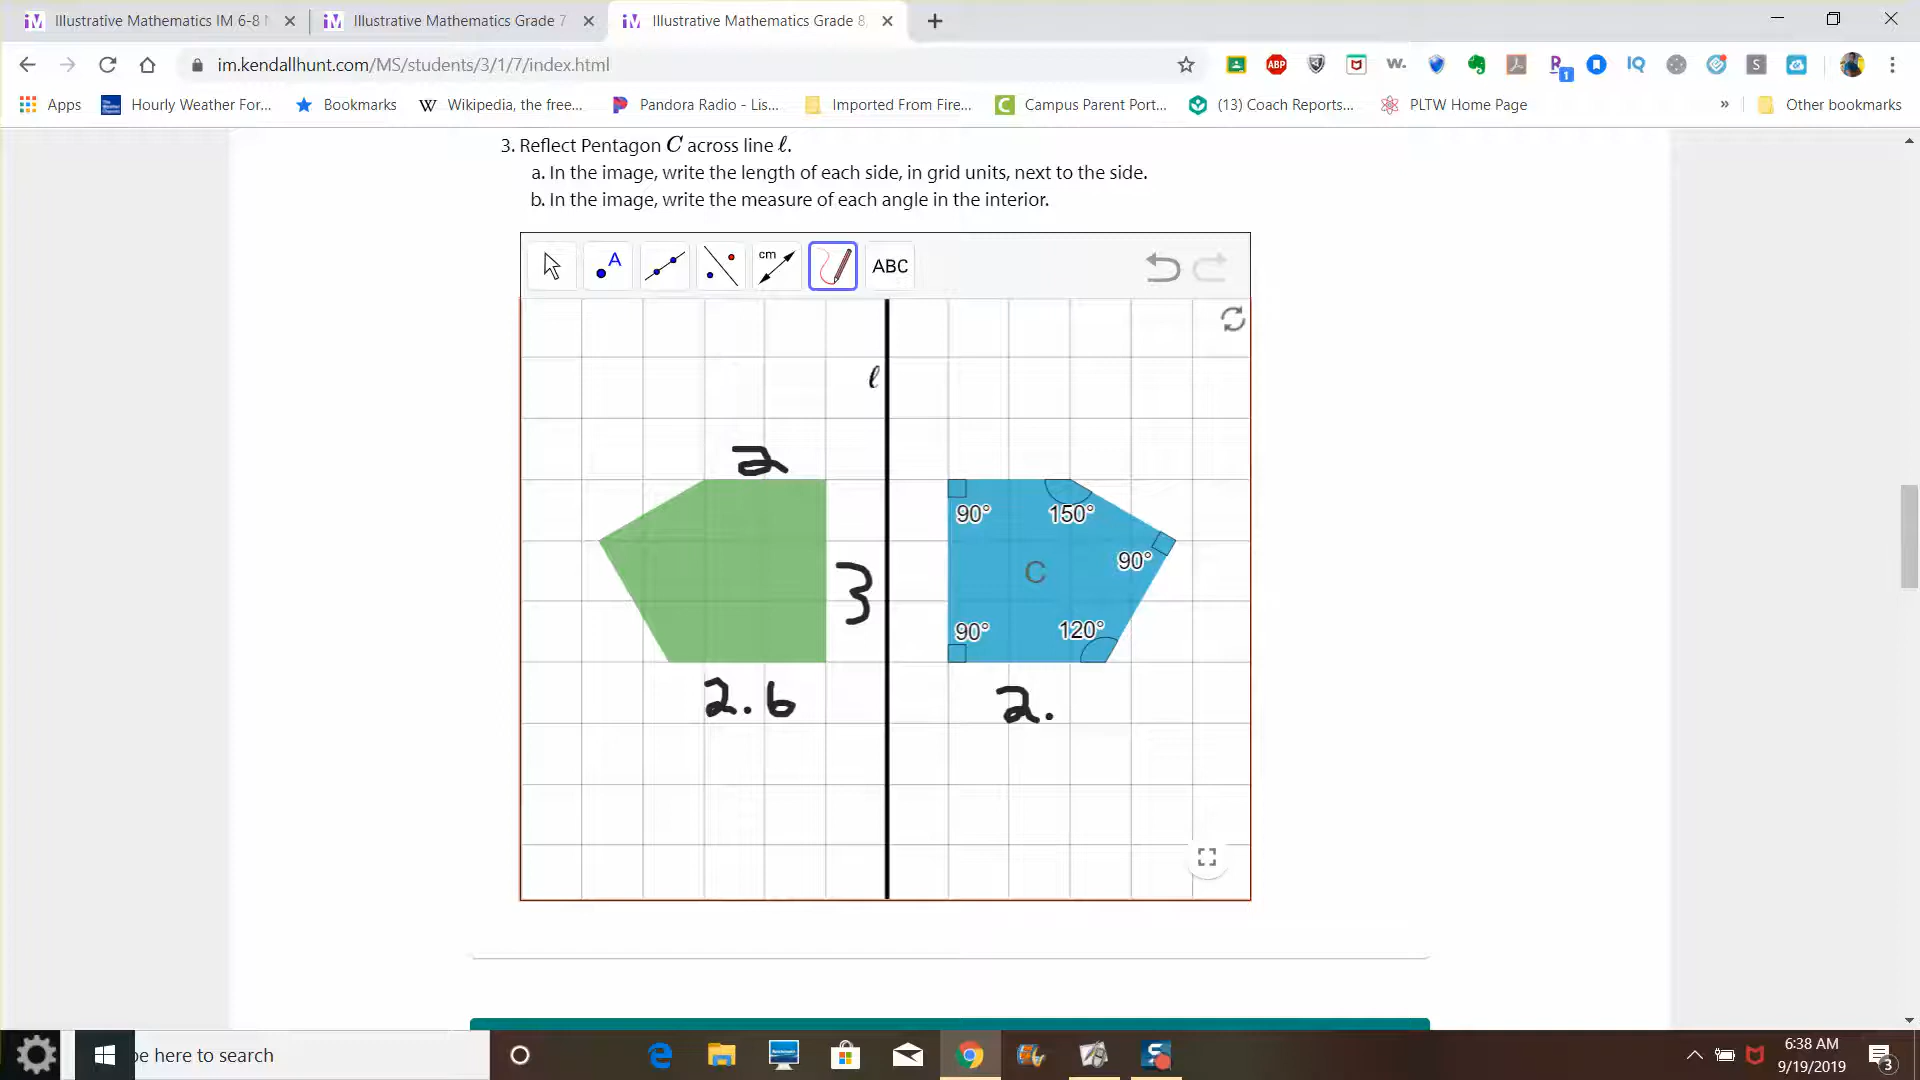 Illustrative Mathematics IM 6-8 Illustrative Mathematics Grade 7 Illustrative Mathematics Grade 8
im.kendallhunt.com/MS/students/3/1/7/index.html
ABP w. R 1 IQ S
Apps Hourly Weather For... Bookmarks W Wikipedia, the free... Pandora Radio - Lis... Imported From Fire... C Campus Parent Port... (13) Coach Reports... PLTW Home Page » Other bookmarks
3. Reflect Pentagon C across line ℓ.
a. In the image, write the length of each side, in grid units, next to the side.
b. In the image, write the measure of each angle in the interior.
A cm ABC
ℓ
2
90° 150°
90°
C
3
90° 120°
2.6 2.
pe here to search
6:38 AM
9/19/2019
3